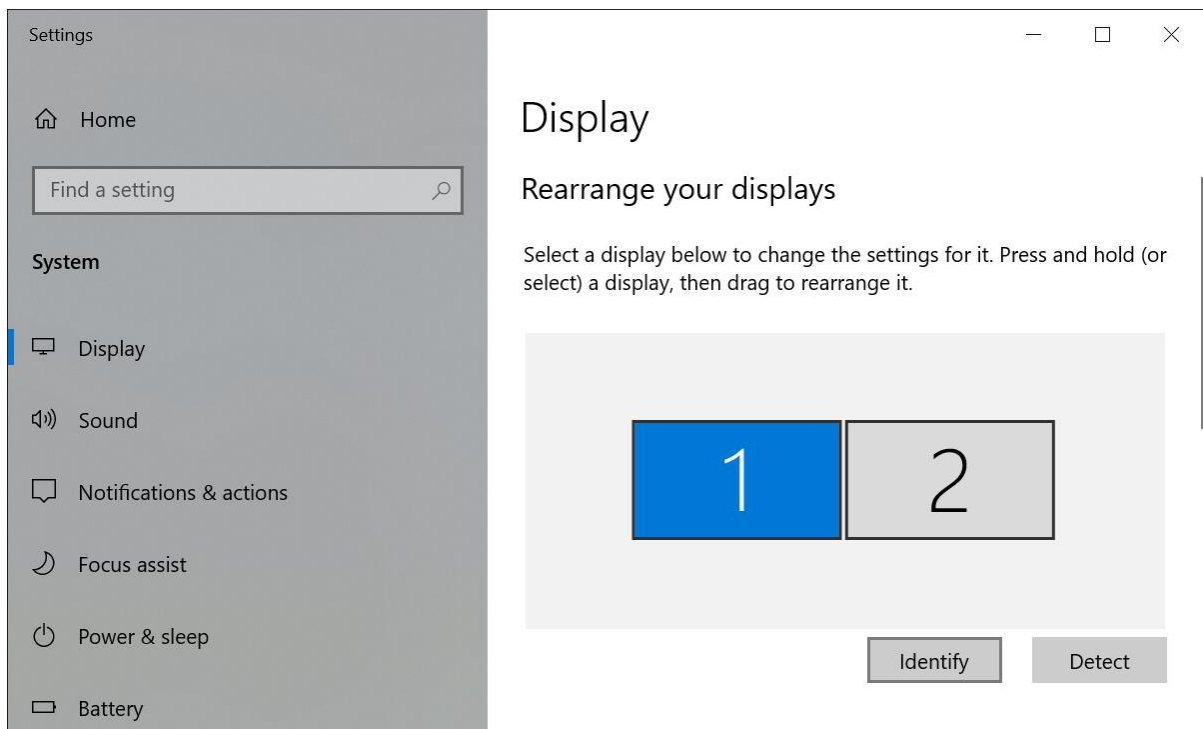 Settings
Home
Find a setting
System
Display
Sound
Notifications & actions
Focus assist
Power & sleep
Battery
Display
Rearrange your displays
Select a display below to change the settings for it. Press and hold (or
select) a display, then drag to rearrange it.
1 2
Identify Detect